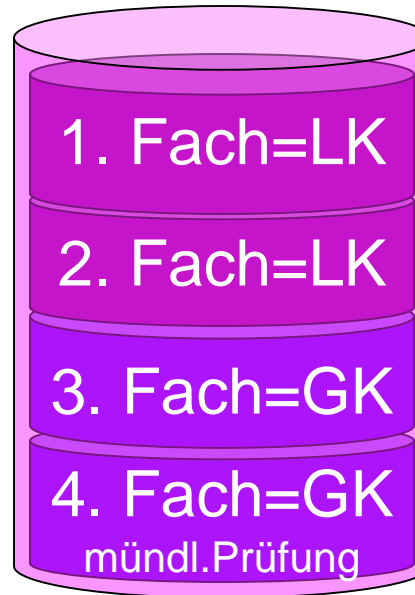 1. Fach=LK
2. Fach=LK
3. Fach=GK
4. Fach=GK
mündl.Prüfung